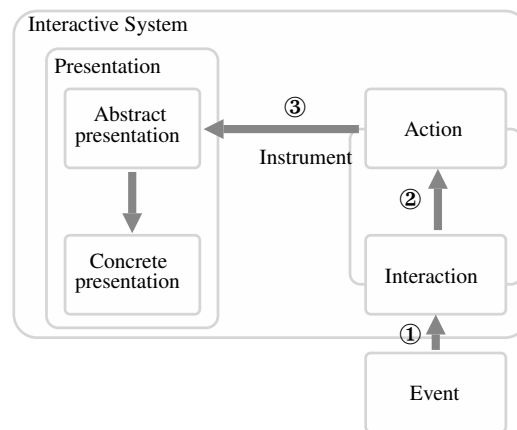 Interactive System
Presentation
Abstract
presentation
③
Action
Instrument
②
Concrete
presentation
Interaction
①
Event